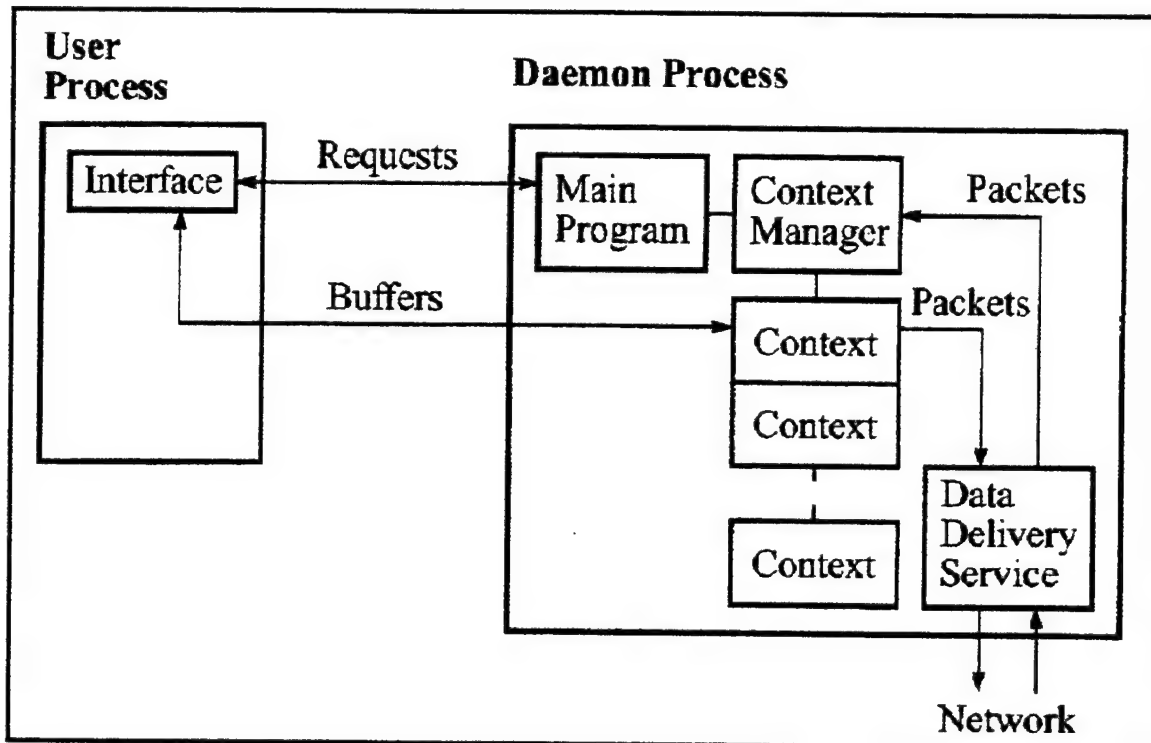 User
Process
Daemon Process
Interface
Requests
Main
Program
Context
Manager
Packets
Buffers
Packets
Context
Context
Context
Data
Delivery
Service
Network